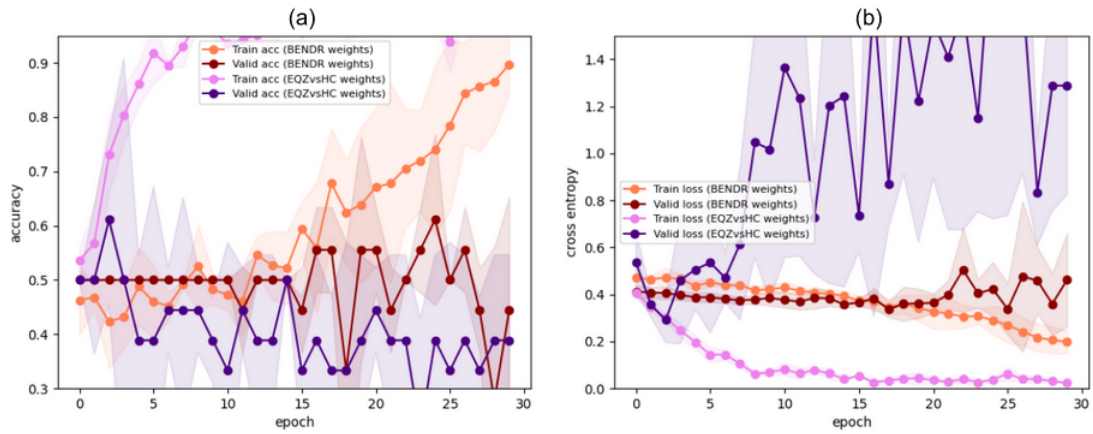 (a)
Train acc (BENDR weights)
Valid acc (BENDR weights)
Train acc (EQZvsHC weights)
Valid acc (EQZvsHC weights)
0.9
0.8
0.7
0.6
0.5
0.4
0.3
accuracy
0 5 10 15 20 25 30
epoch
(b)
1.4
1.2
1.0
0.8
0.6
0.4
0.2
0.0
cross entropy
Train loss (BENDR weights)
Valid loss (BENDR weights)
Train loss (EQZvsHC weights)
Valid loss (EQZvsHC weights)
0 5 10 15 20 25 30
epoch